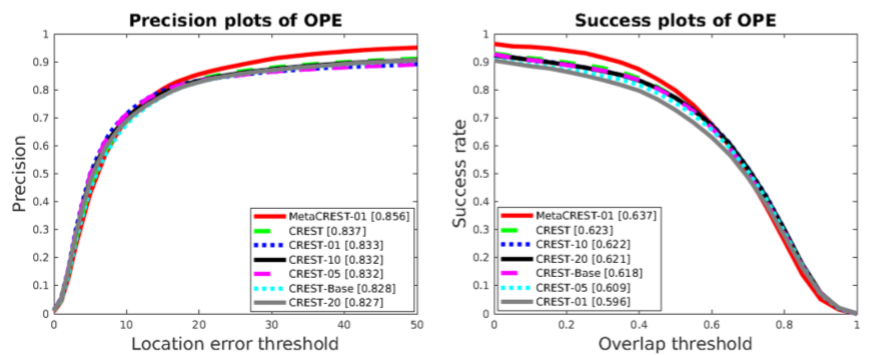 Precision plots of OPE
1
0.9
0.8
0.7
0.6
0.5
0.4
0.3
0.2
0.1
0
Precision
MetaCREST-01 [0.856]
CREST [0.837]
CREST-01 [0.833]
CREST-10 [0.832]
CREST-05 [0.832]
CREST-Base [0.828]
CREST-20 [0.827]
0 10 20 30 40 50
Location error threshold
Success plots of OPE
1
0.9
0.8
0.7
0.6
0.5
0.4
0.3
0.2
0.1
0
Success rate
MetaCREST-01 [0.637]
CREST [0.623]
CREST-10 [0.622]
CREST-20 [0.621]
CREST-Base [0.618]
CREST-05 [0.609]
CREST-01 [0.596]
0 0.2 0.4 0.6 0.8 1
Overlap threshold